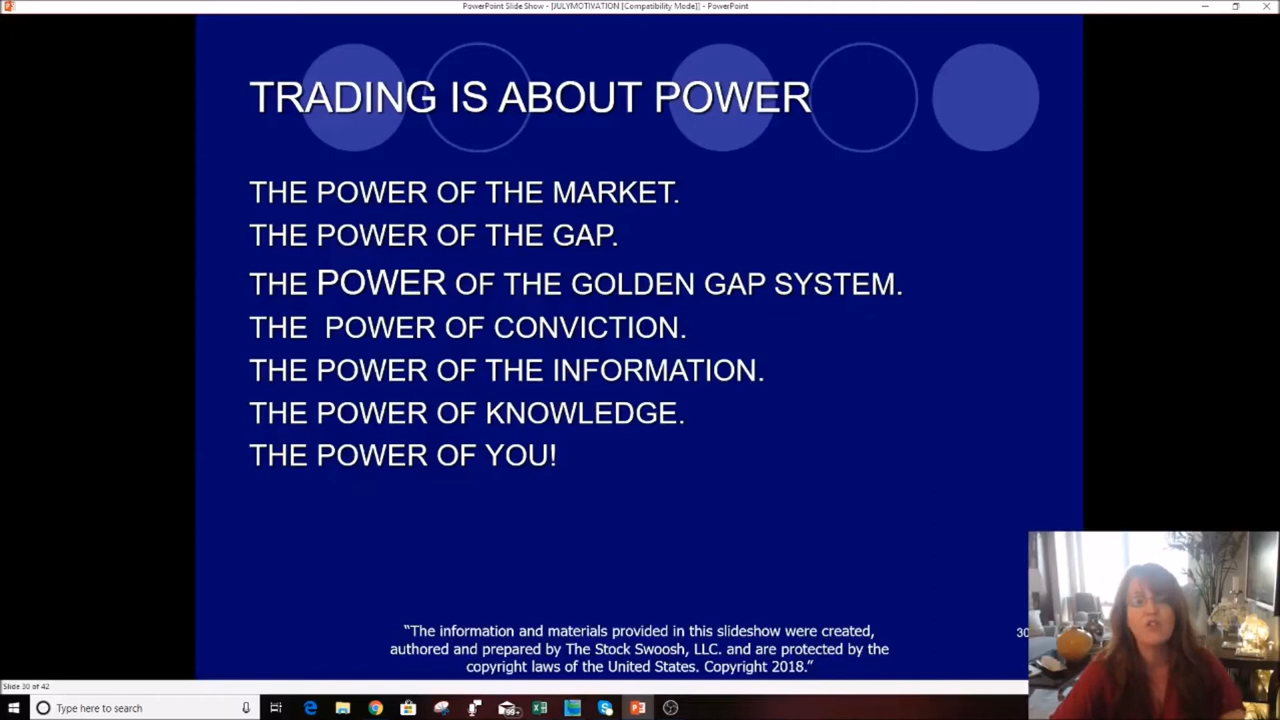 PowerPoint Slide Show - [JULYMOTIVATION [Compatibility Mode]] - PowerPoint
TRADING IS ABOUT POWER
THE POWER OF THE MARKET.
THE POWER OF THE GAP.
THE POWER OF THE GOLDEN GAP SYSTEM.
THE POWER OF CONVICTION.
THE POWER OF THE INFORMATION.
THE POWER OF KNOWLEDGE.
THE POWER OF YOU!
“The information and materials provided in this slideshow were created,
authored and prepared by The Stock Swoosh, LLC. and are protected by the
copyright laws of the United States. Copyright 2018.”
30
Slide 30 of 42
Type here to search
99+